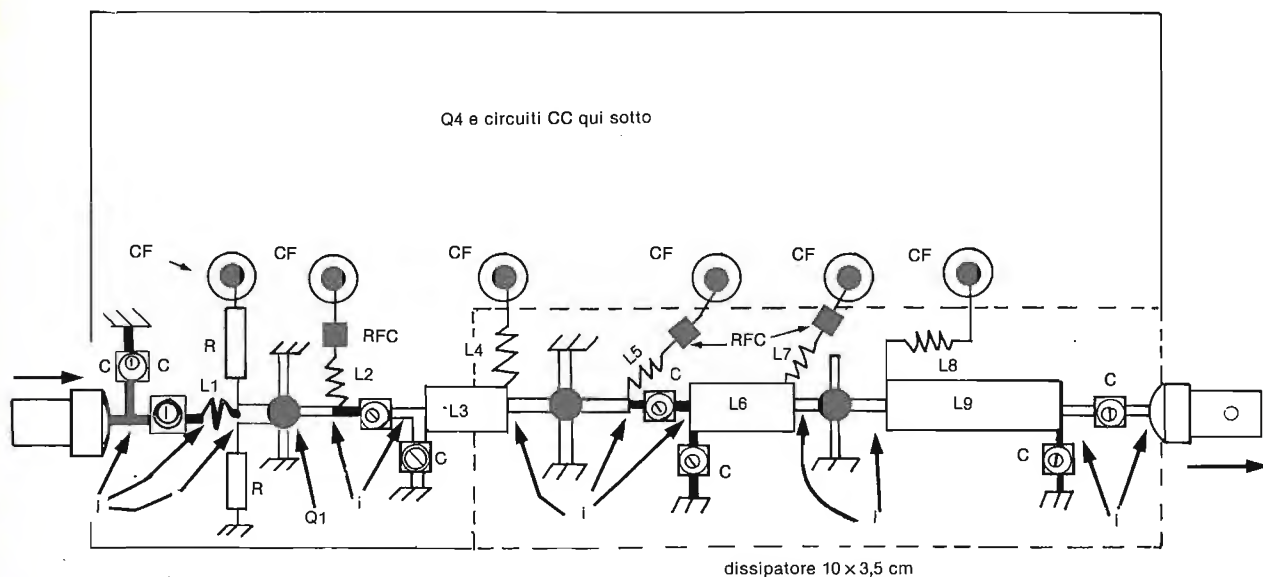 Q4 e circuiti CC qui sotto
CF
CF
CF
CF
CF
CF
R
RFC
L4
L5
RFC
L7
L8
C
C
L1
L2
C
C
L3
L6
L9
C
C
C
R
i
i
Q1
i
i
i
i
dissipatore 10 × 3,5 cm